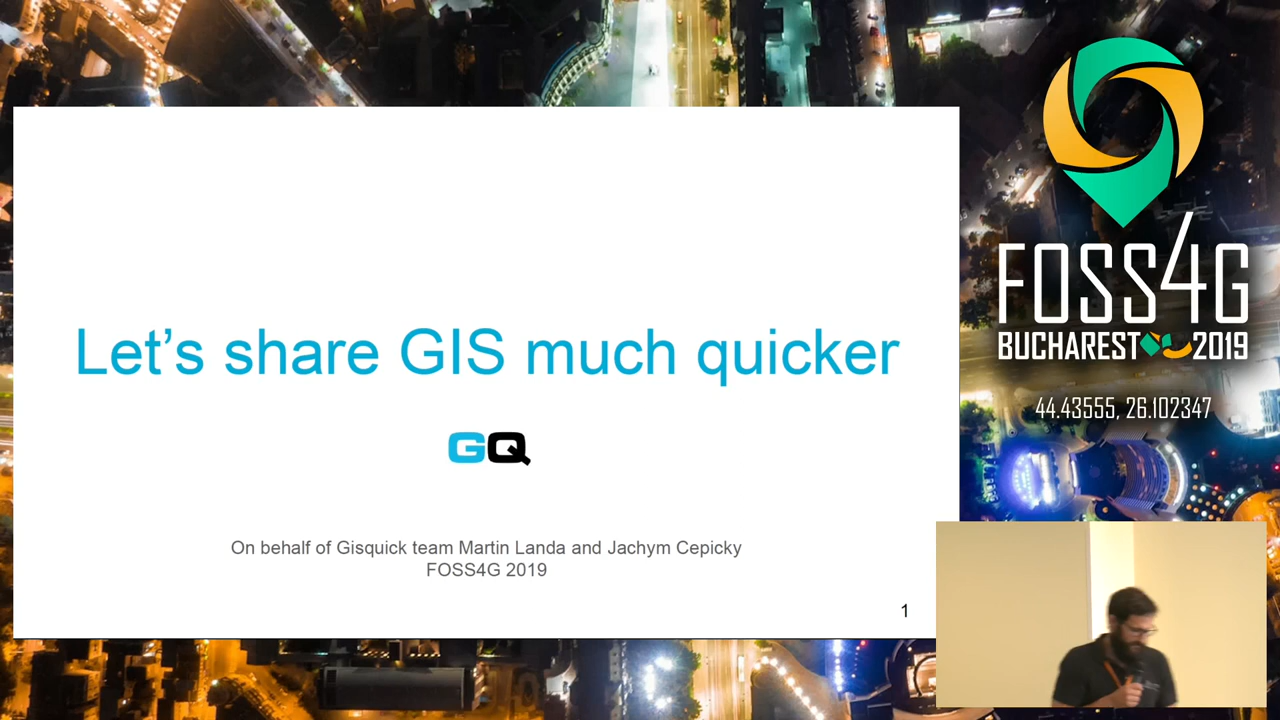 Let's share GIS much quicker
GQ
On behalf of Gisquick team Martin Landa and Jachym Cepicky
FOSS4G 2019
1
FOSS4G
BUCHAREST 2019
44.43555, 26.102347